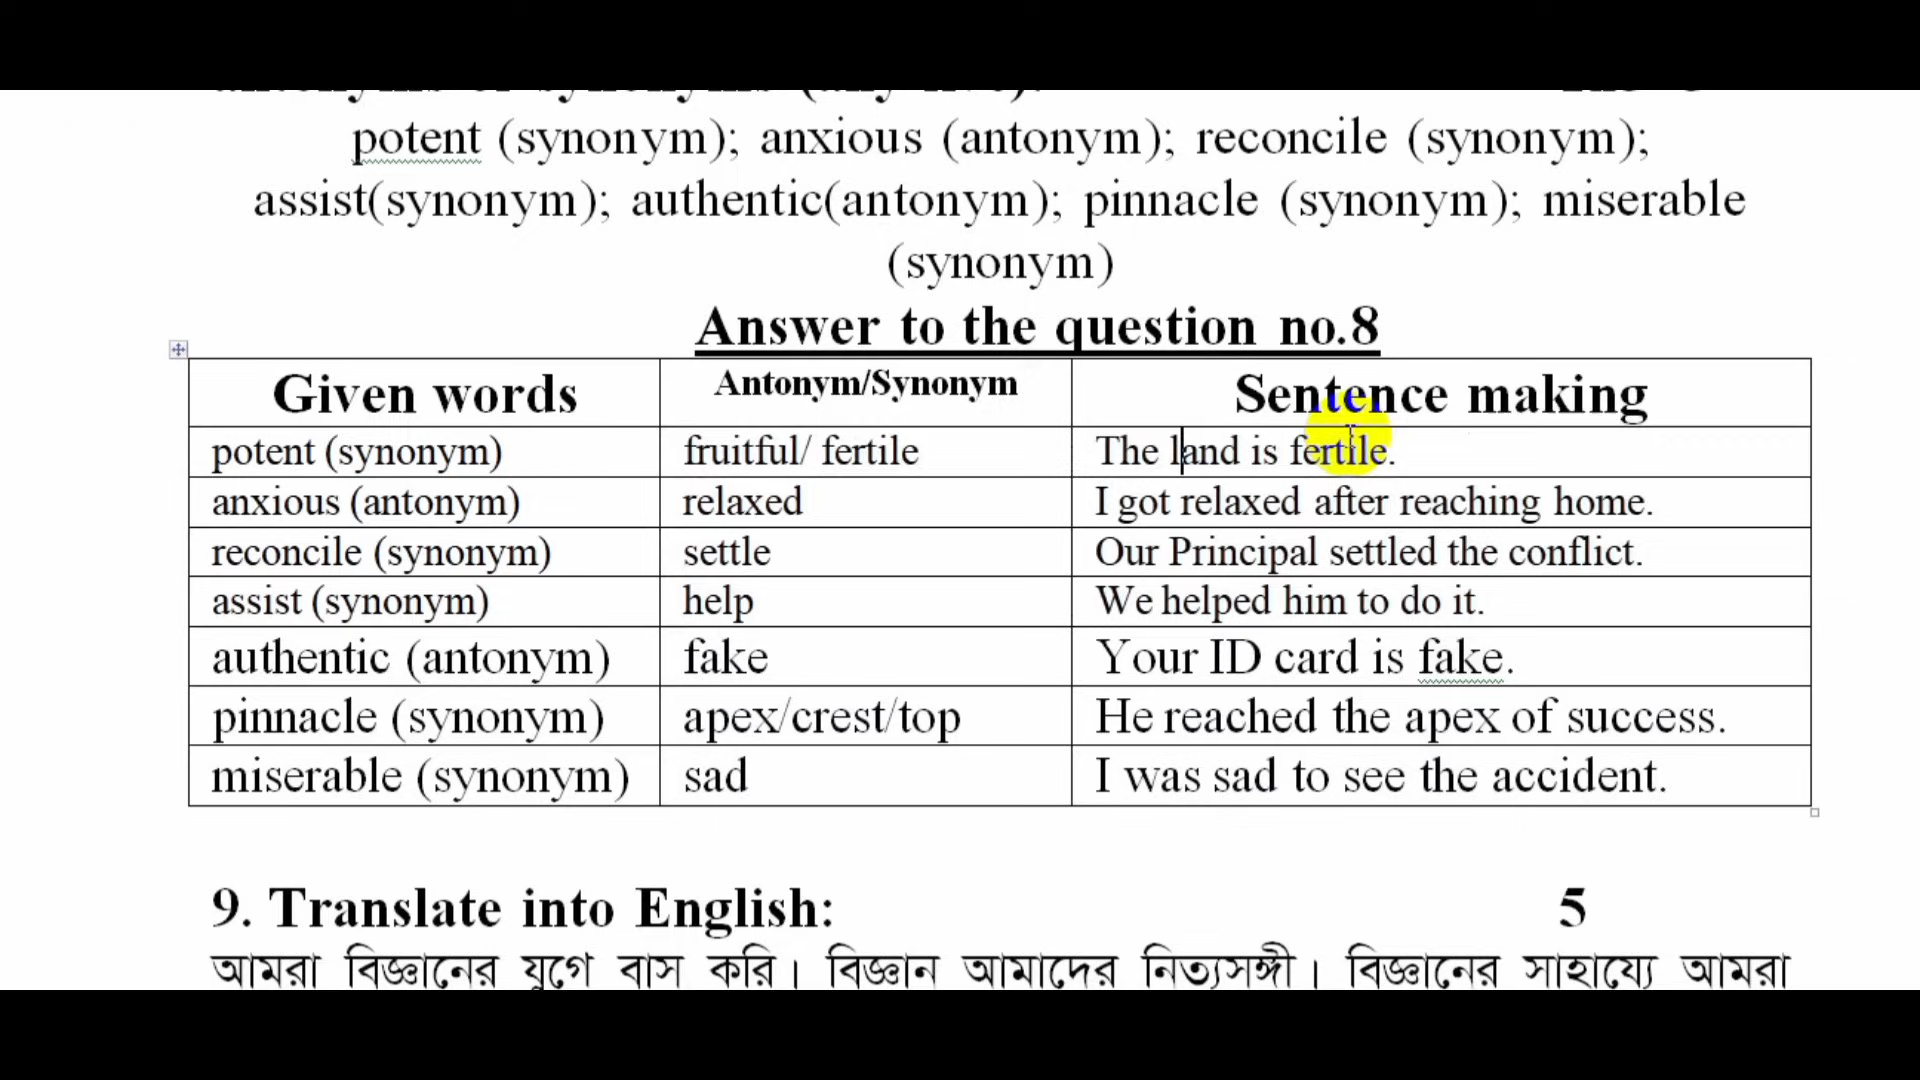 potent (synonym); anxious (antonym); reconcile (synonym);
assist(synonym); authentic(antonym); pinnacle (synonym); miserable
(synonym)
Answer to the question no.8
Given words Antonym/Synonym Sentence making
potent (synonym) fruitful/ fertile The land is fertile.
anxious (antonym) relaxed I got relaxed after reaching home.
reconcile (synonym) settle Our Principal settled the conflict.
assist (synonym) help We helped him to do it.
authentic (antonym) fake Your ID card is fake.
pinnacle (synonym) apex/crest/top He reached the apex of success.
miserable (synonym) sad I was sad to see the accident.
9. Translate into English: 5
আমরা বিজ্ঞানের যুগে বাস করি। বিজ্ঞান আমাদের নিত্যসঙ্গী। বিজ্ঞানের সাহায্যে আমরা